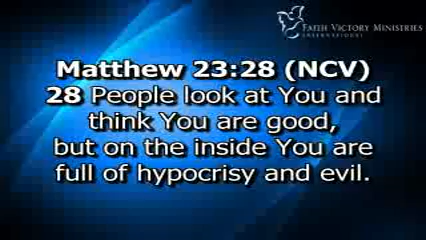 FAITH VICTORY MINISTRIES
INTERNATIONAL
Matthew 23:28 (NCV)
28 People look at You and
think You are good,
but on the inside You are
full of hypocrisy and evil.